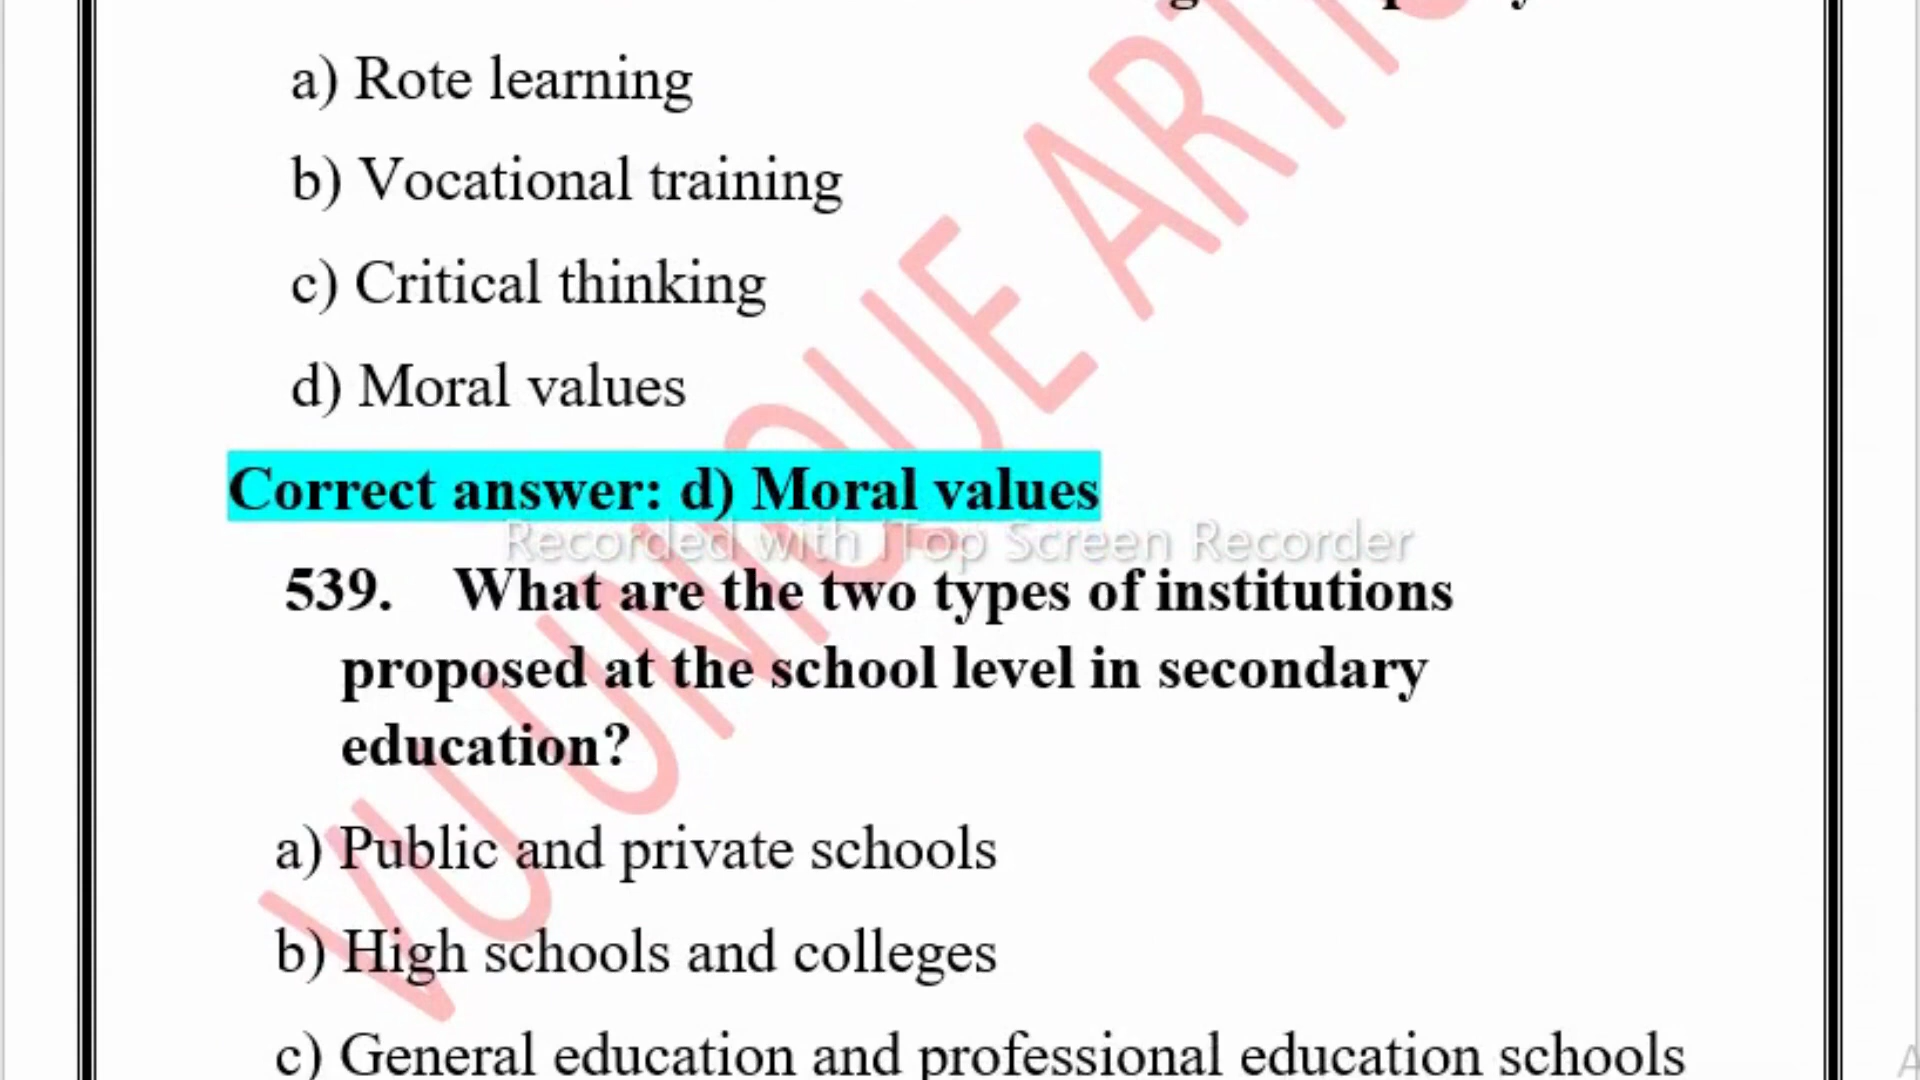 a) Rote learning
b) Vocational training
c) Critical thinking
d) Moral values
Correct answer: d) Moral values
Recorded with iTop Screen Recorder
539. What are the two types of institutions
proposed at the school level in secondary
education?
a) Public and private schools
b) High schools and colleges
c) General education and professional education schools
VU UNIQUE